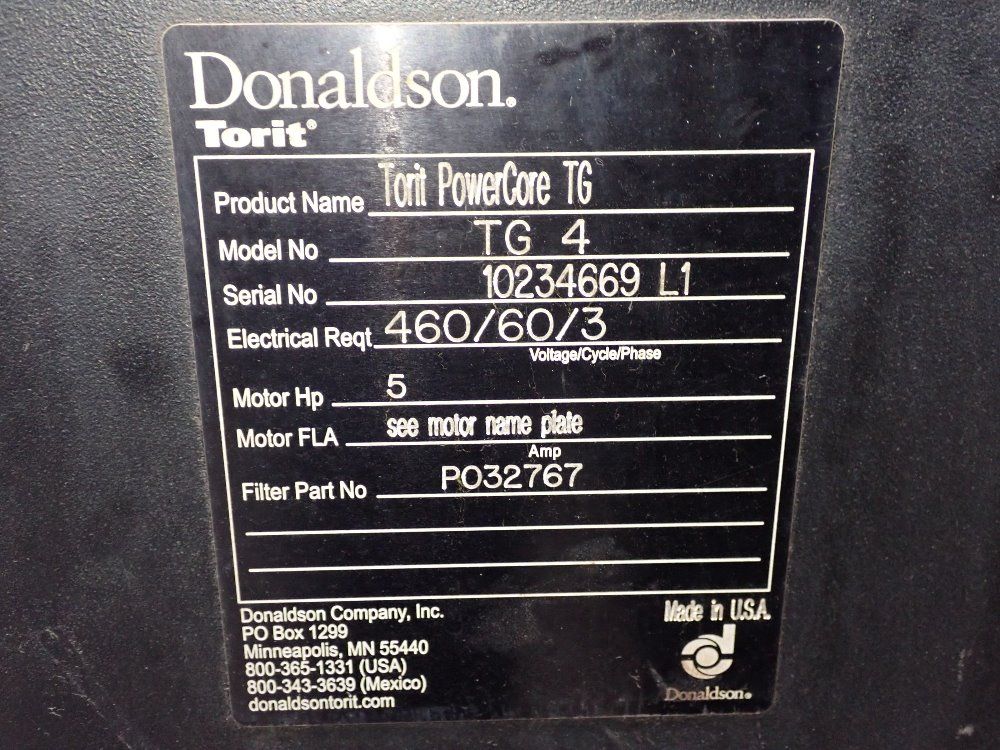 Donaldson.
Torit®
Product Name Torit PowerCore TG
Model No TG 4
Serial No 10234669 L1
Electrical Reqt 460/60/3
Voltage/Cycle/Phase
Motor Hp 5
Motor FLA see motor name plate
Amp
Filter Part No P032767
Donaldson Company, Inc.
PO Box 1299
Minneapolis, MN 55440
800-365-1331 (USA)
800-343-3639 (Mexico)
donaldsontorit.com
Made in U.S.A.
Donaldson.